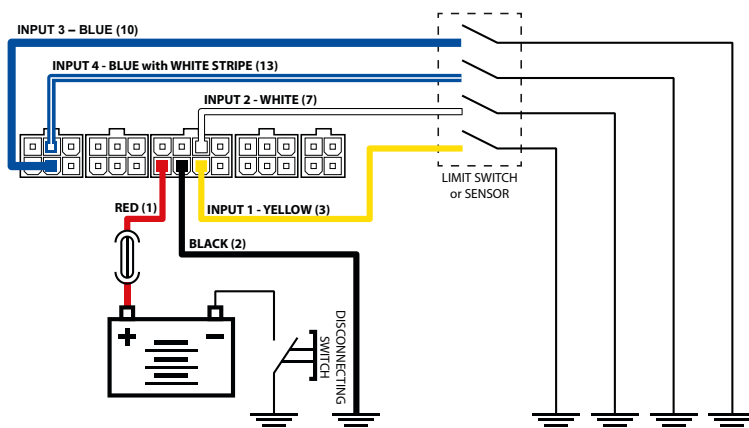 INPUT 3 – BLUE (10)
INPUT 4 - BLUE with WHITE STRIPE (13)
INPUT 2 - WHITE (7)
LIMIT SWITCH
or SENSOR
RED (1)
INPUT 1 - YELLOW (3)
BLACK (2)
DISCONNECTING
SWITCH
+
–